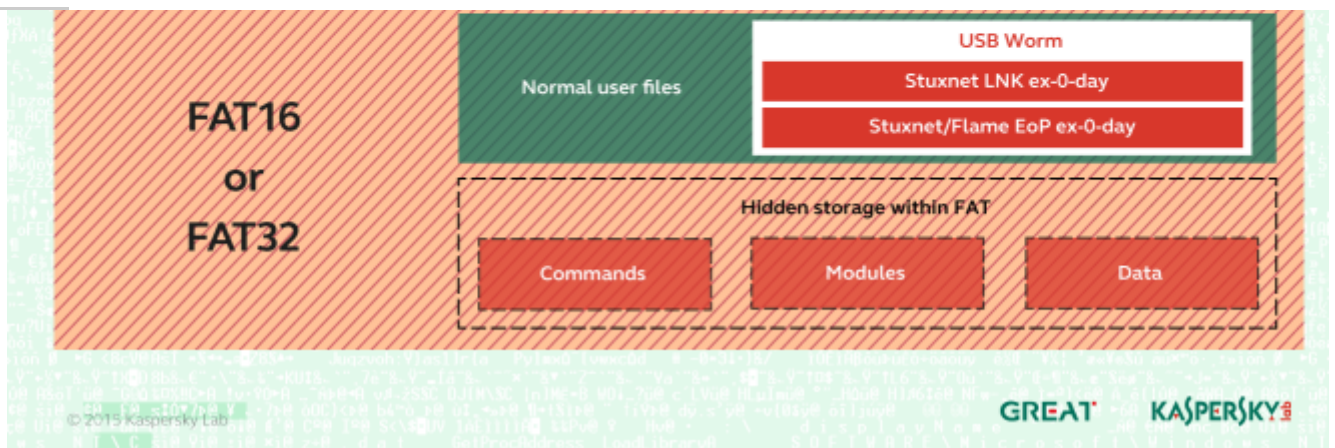 FAT16
or
FAT32
Normal user files
USB Worm
Stuxnet LNK ex-0-day
Stuxnet/Flame EoP ex-0-day
Hidden storage within FAT
Commands
Modules
Data
© 2015 Kaspersky Lab
GREAT
KASPERSKY lab